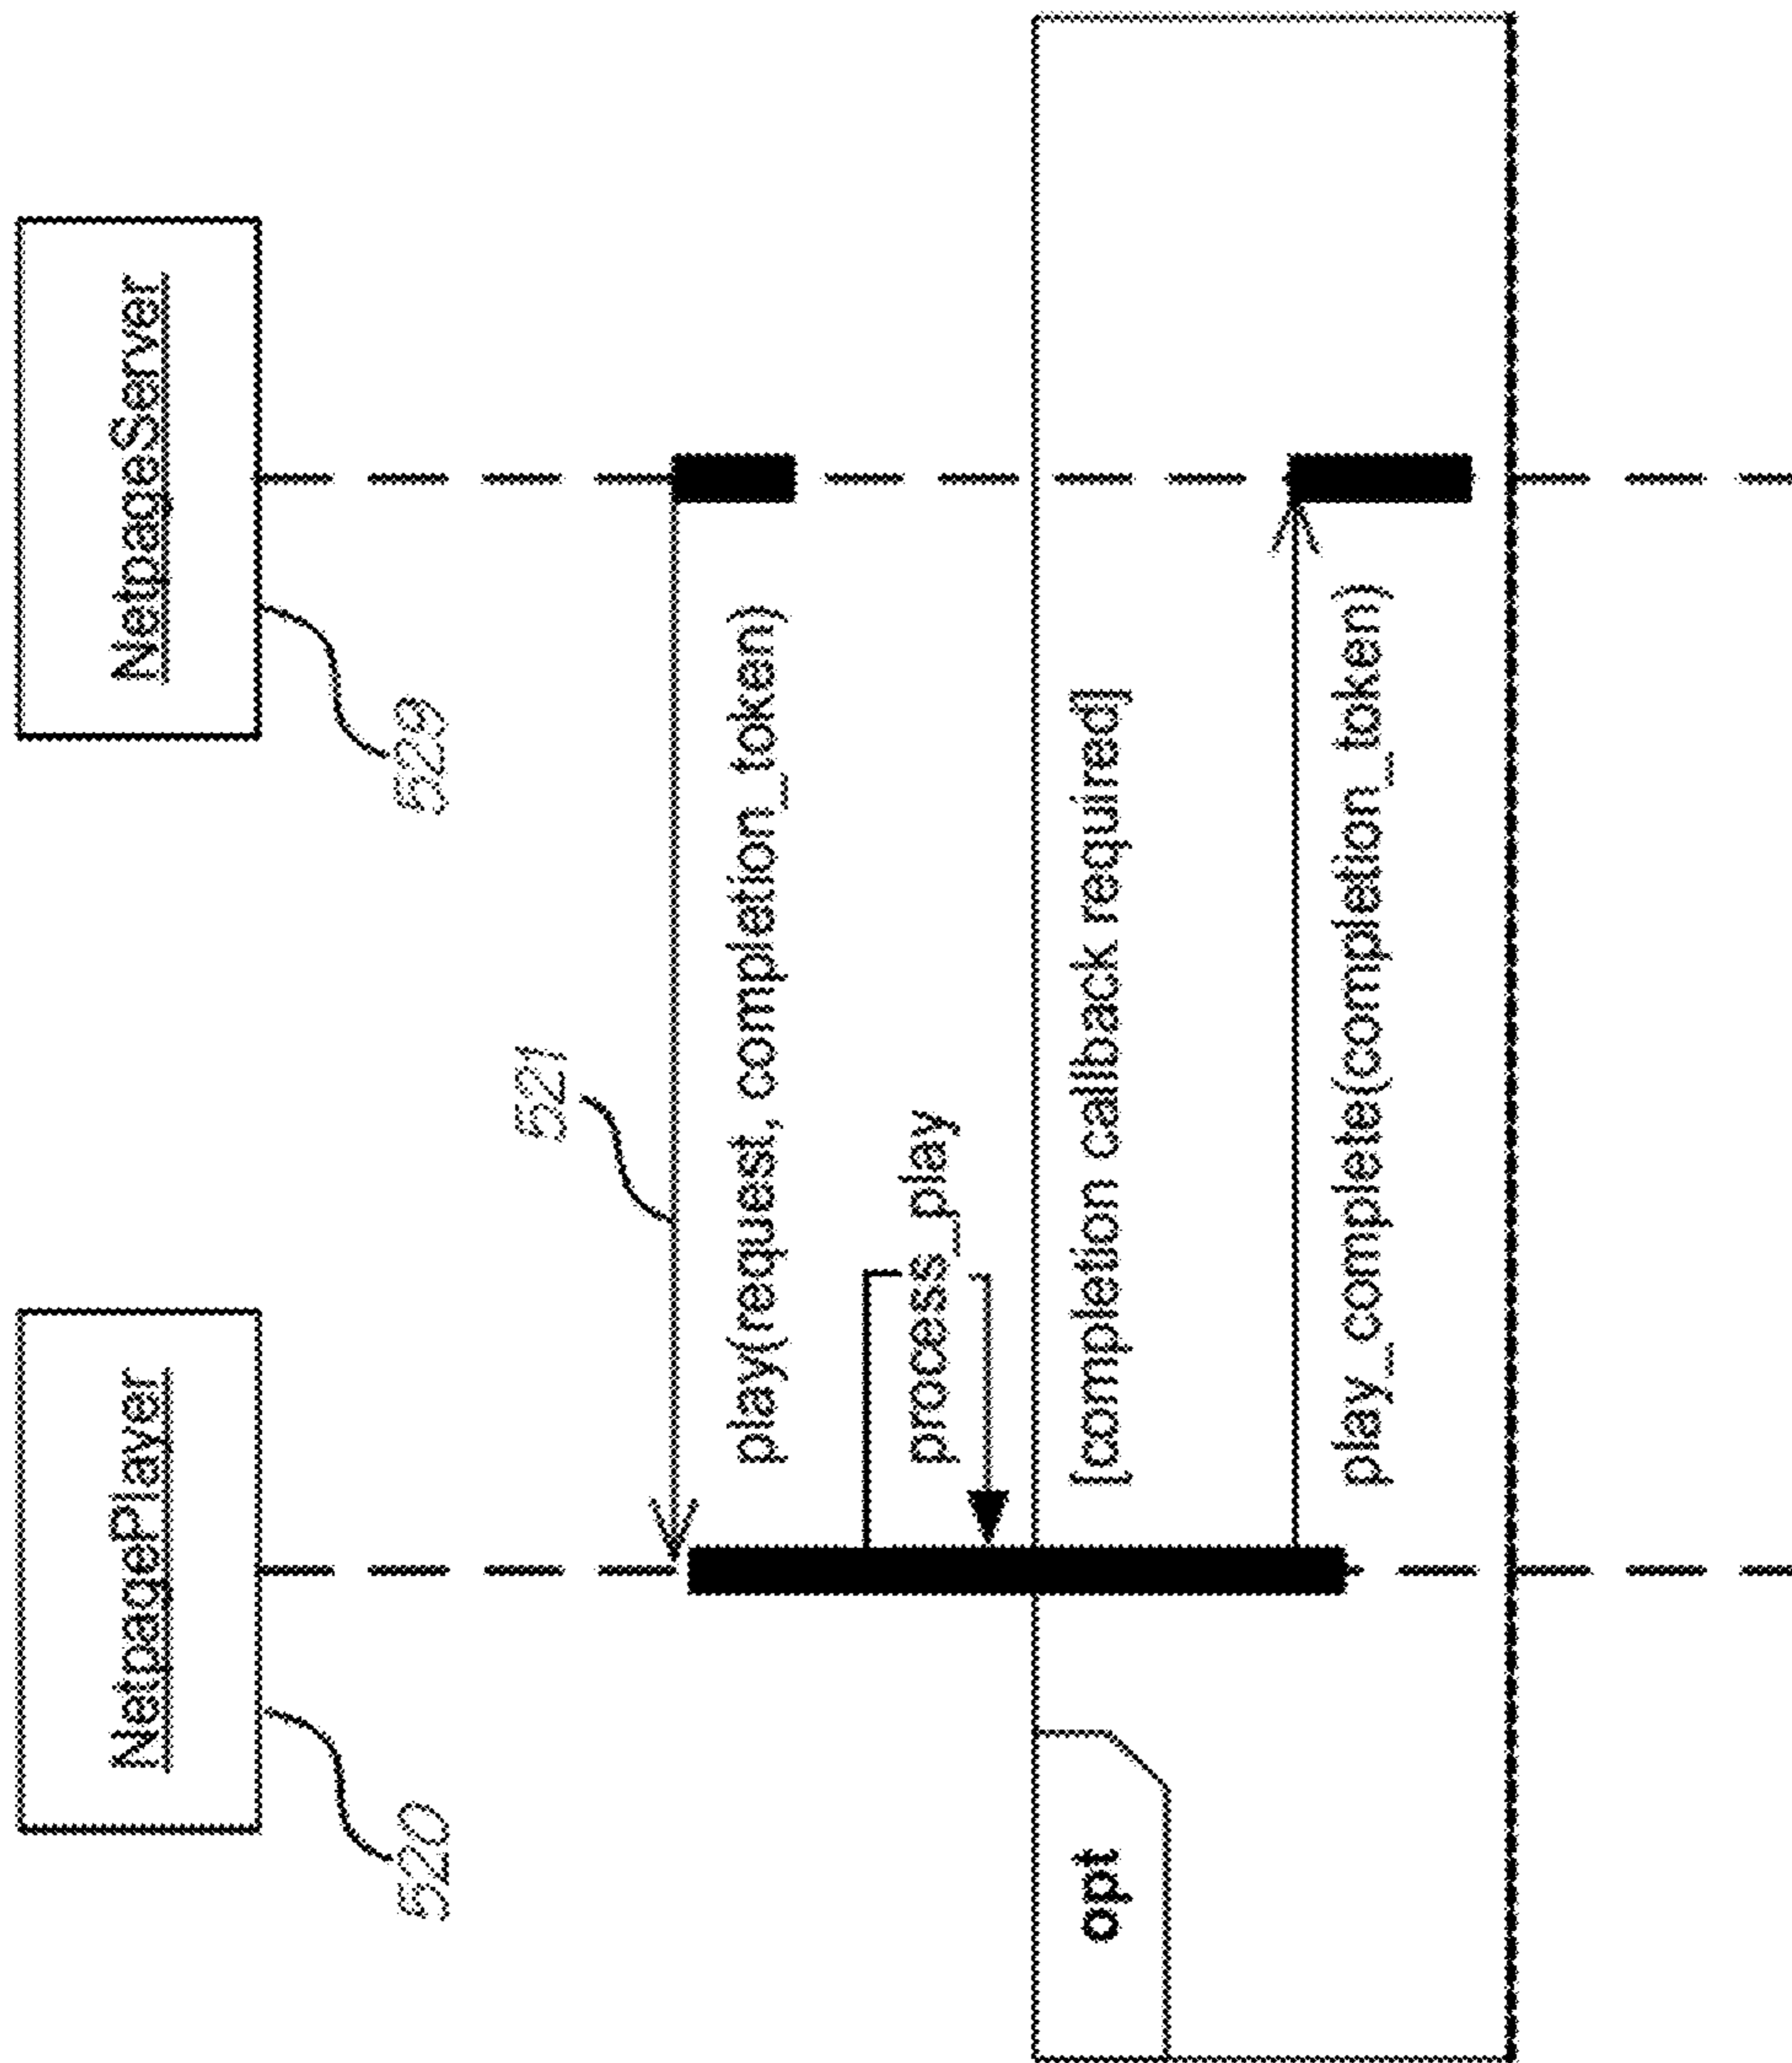 NetpagePlayer
NetpageServer
520
529
521
play(request, completion_token)
process_play
opt
[completion callback required]
play_complete(completion_token)